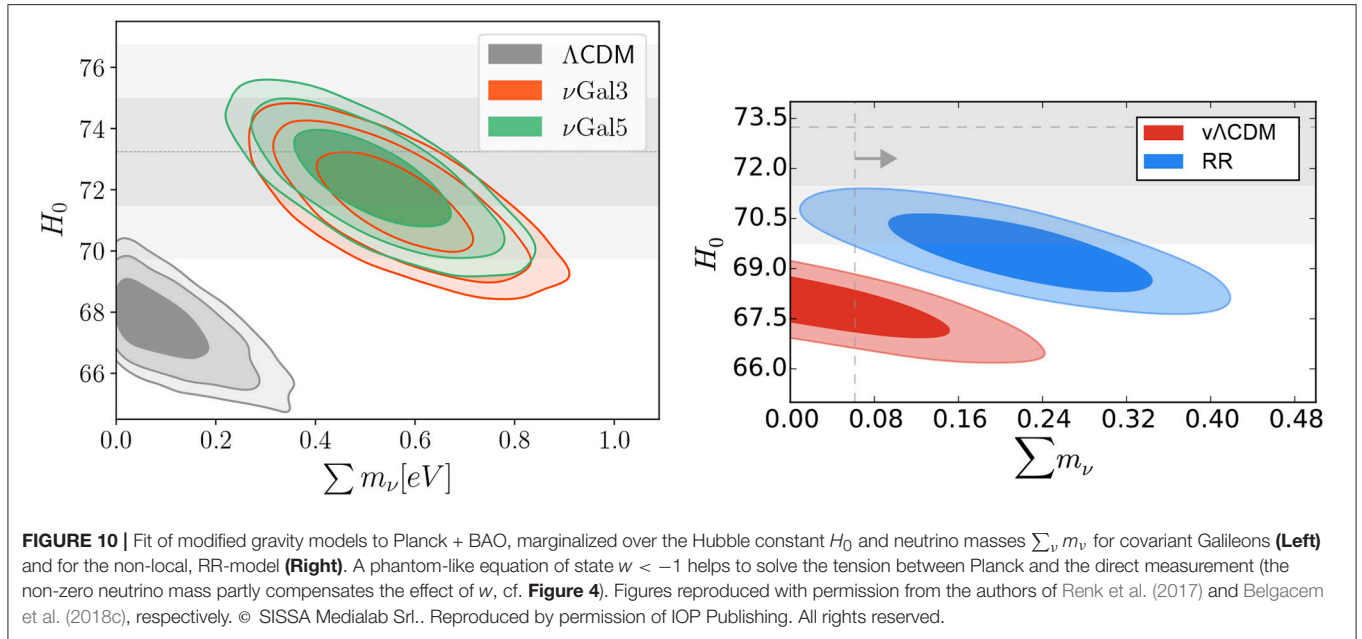 76
74
72
70
68
66
H₀
0.0 0.2 0.4 0.6 0.8 1.0
∑ m_ν[eV]
ΛCDM
νGal3
νGal5
73.5
72.0
70.5
69.0
67.5
66.0
H₀
0.00 0.08 0.16 0.24 0.32 0.40 0.48
∑ m_ν
vΛCDM
RR
FIGURE 10 | Fit of modified gravity models to Planck + BAO, marginalized over the Hubble constant H₀ and neutrino masses ∑_ν m_ν for covariant Galileons (Left)
and for the non-local, RR-model (Right). A phantom-like equation of state w < −1 helps to solve the tension between Planck and the direct measurement (the
non-zero neutrino mass partly compensates the effect of w, cf. Figure 4). Figures reproduced with permission from the authors of Renk et al. (2017) and Belgacem
et al. (2018c), respectively. © SISSA Medialab Srl.. Reproduced by permission of IOP Publishing. All rights reserved.